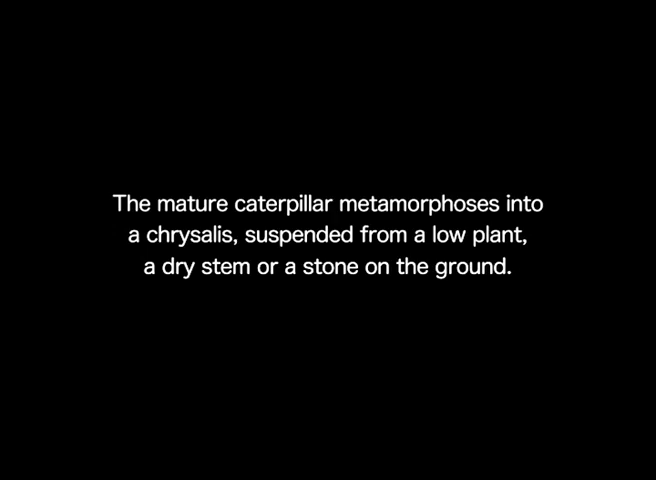 The mature caterpillar metamorphoses into
a chrysalis, suspended from a low plant,
a dry stem or a stone on the ground.